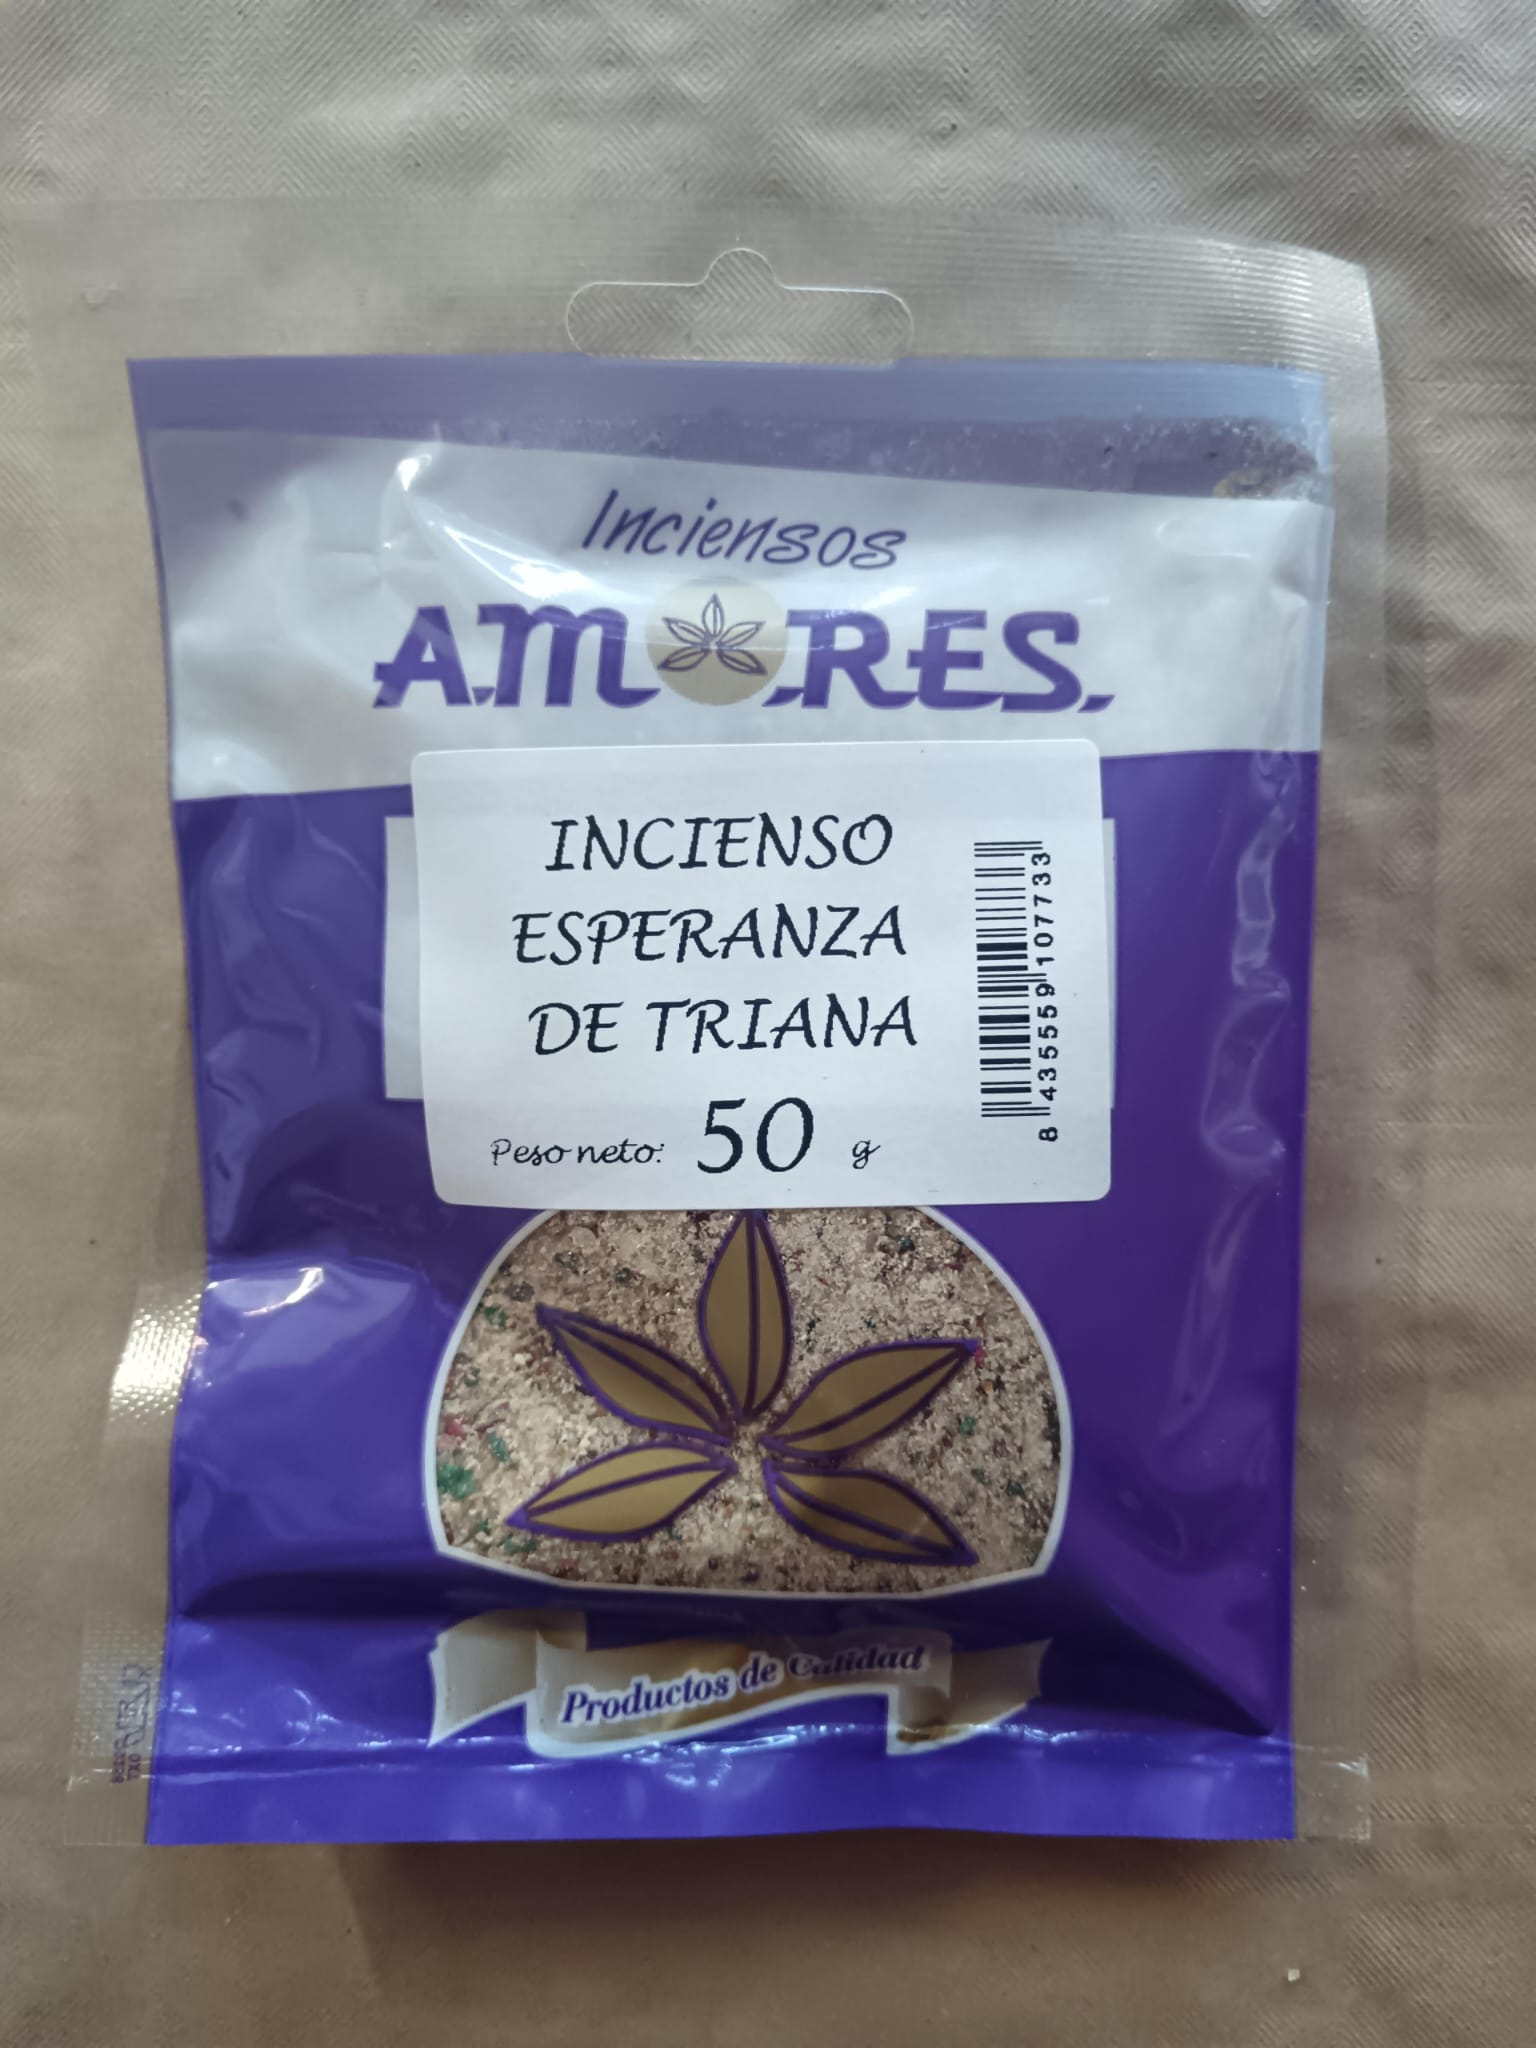 Inciensos
AMORES
INCIENSO
ESPERANZA
DE TRIANA
Peso neto: 50 g
8 435559 107733
Productos de Calidad